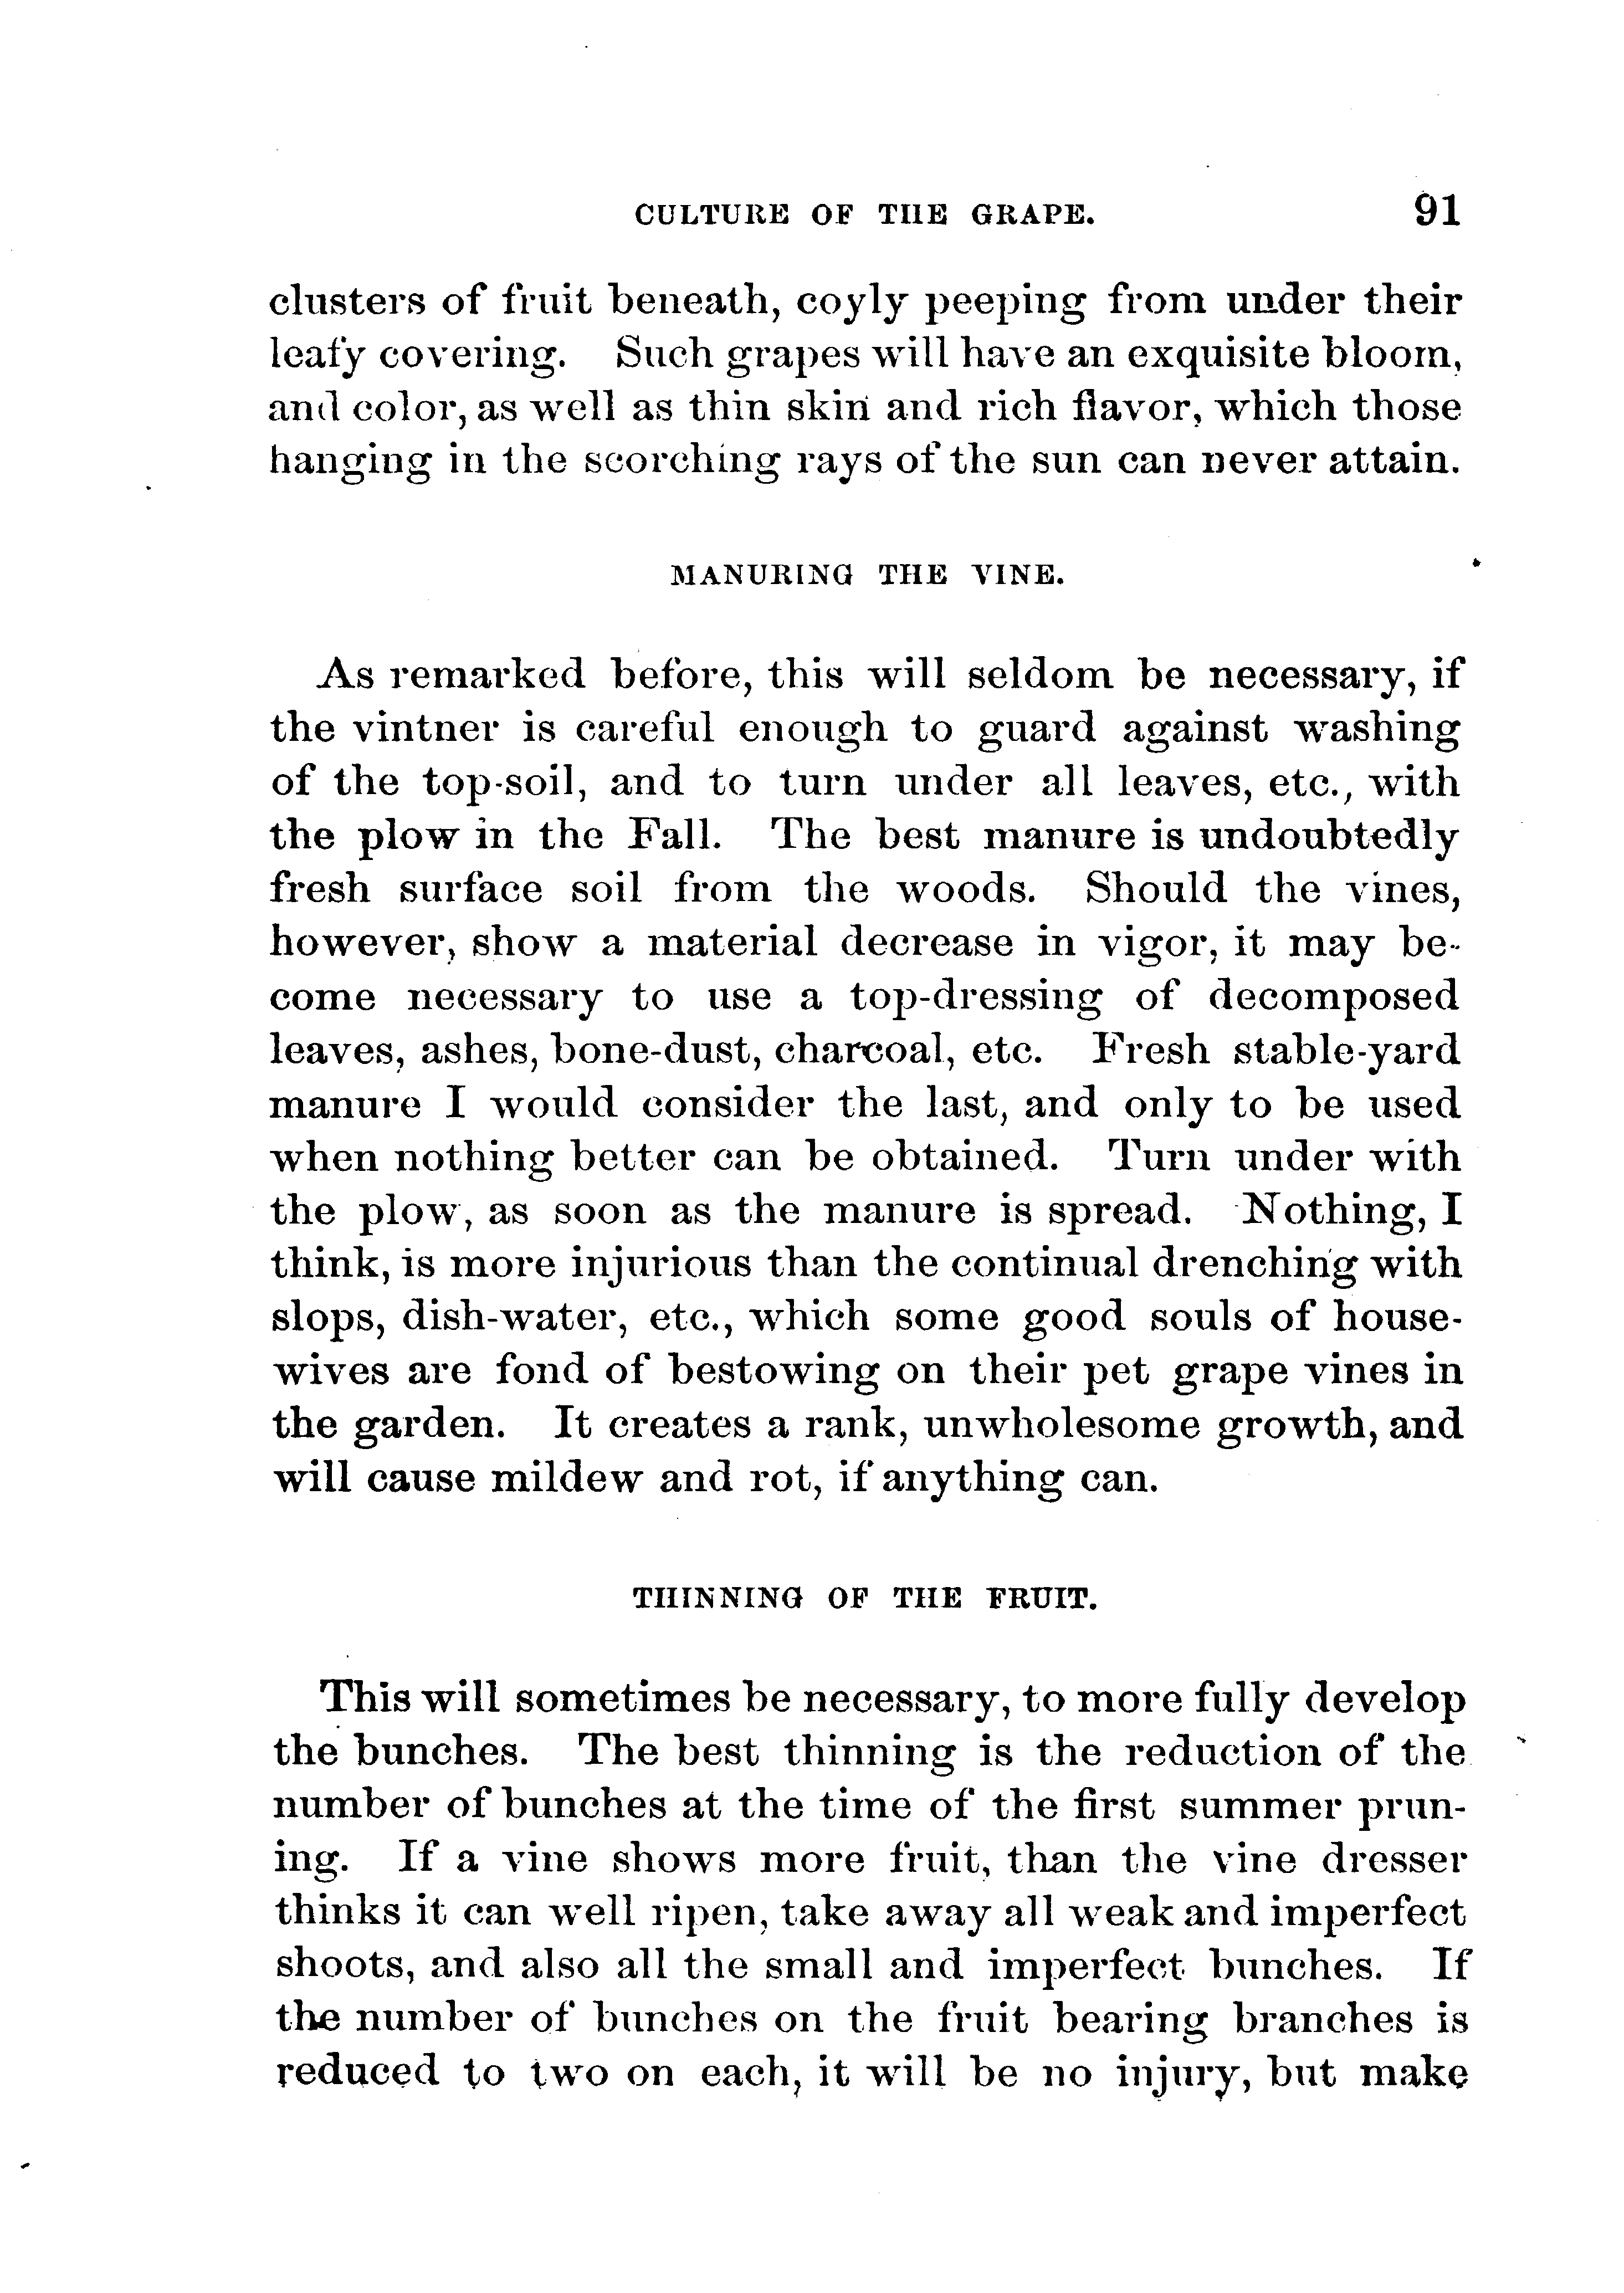 CULTURE OF THE GRAPE. 91
clusters of fruit beneath, coyly peeping from under their
leafy covering. Such grapes will have an exquisite bloom,
and color, as well as thin skin and rich flavor, which those
hanging in the scorching rays of the sun can never attain.
MANURING THE VINE.
As remarked before, this will seldom be necessary, if
the vintner is careful enough to guard against washing
of the top-soil, and to turn under all leaves, etc., with
the plow in the Fall. The best manure is undoubtedly
fresh surface soil from the woods. Should the vines,
however, show a material decrease in vigor, it may be-
come necessary to use a top-dressing of decomposed
leaves, ashes, bone-dust, charcoal, etc. Fresh stable-yard
manure I would consider the last, and only to be used
when nothing better can be obtained. Turn under with
the plow, as soon as the manure is spread. Nothing, I
think, is more injurious than the continual drenching with
slops, dish-water, etc., which some good souls of house-
wives are fond of bestowing on their pet grape vines in
the garden. It creates a rank, unwholesome growth, and
will cause mildew and rot, if anything can.
THINNING OF THE FRUIT.
This will sometimes be necessary, to more fully develop
the bunches. The best thinning is the reduction of the
number of bunches at the time of the first summer prun-
ing. If a vine shows more fruit, than the vine dresser
thinks it can well ripen, take away all weak and imperfect
shoots, and also all the small and imperfect bunches. If
the number of bunches on the fruit bearing branches is
reduced to two on each, it will be no injury, but make